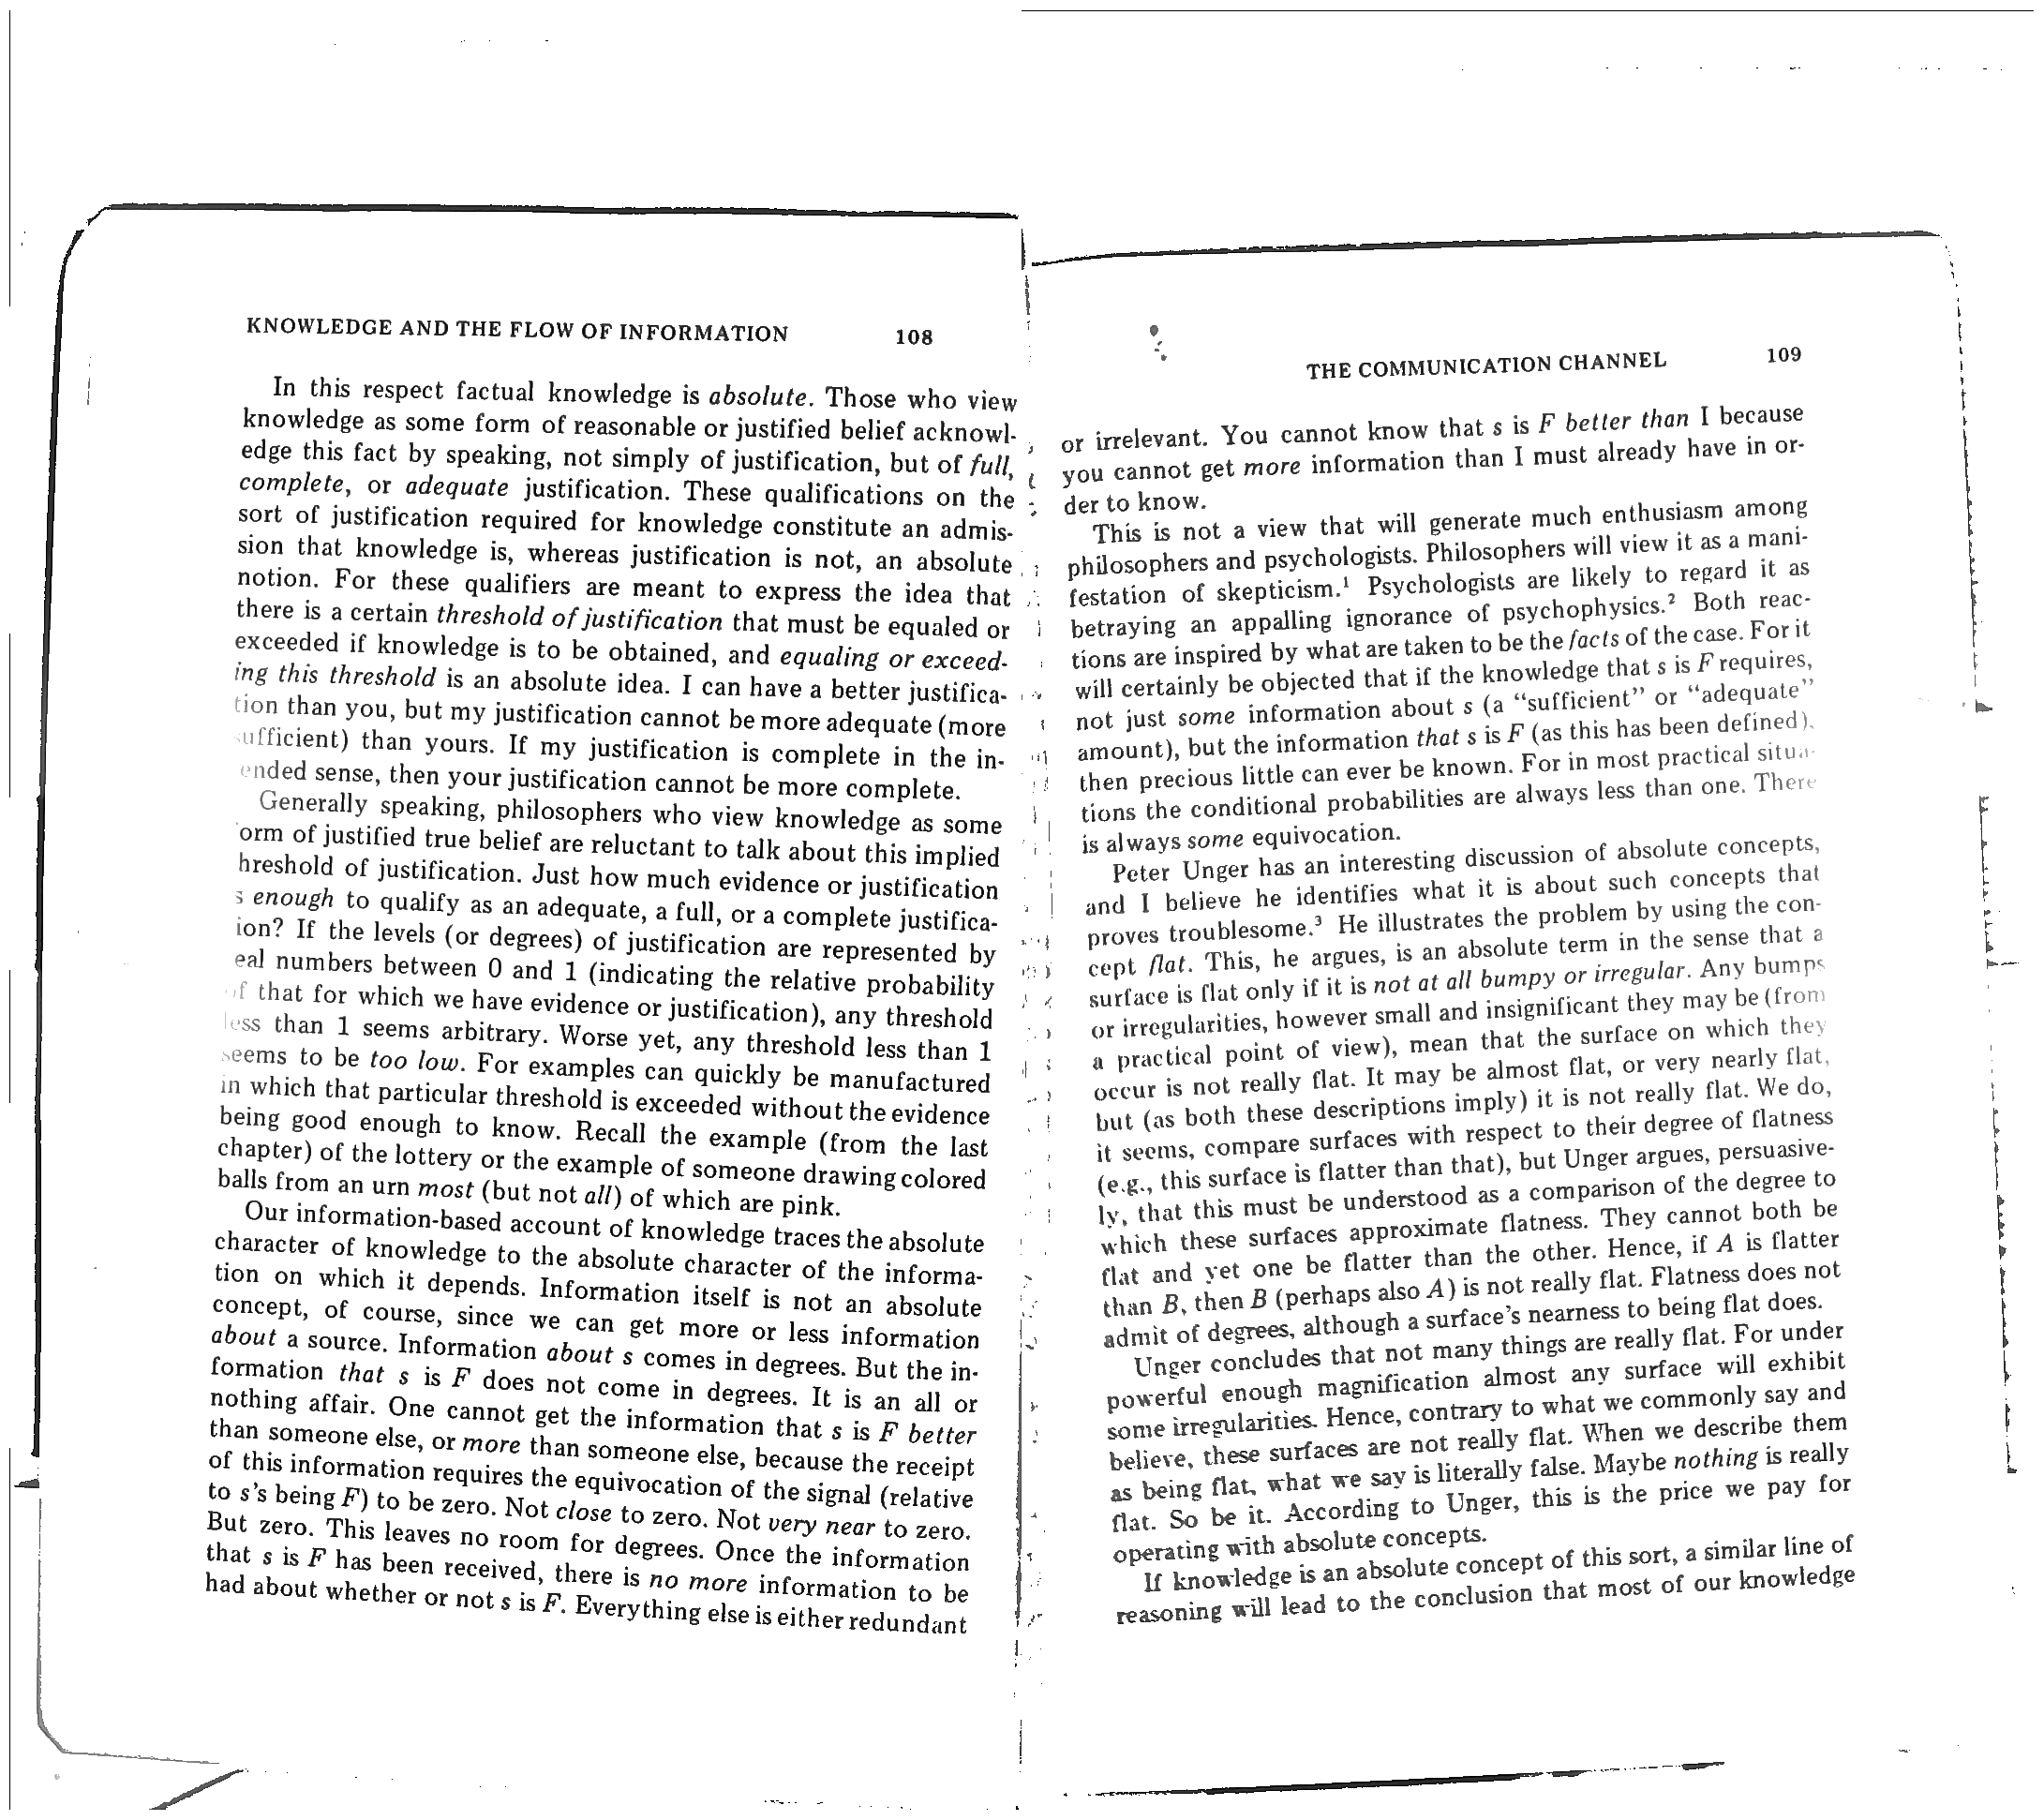 KNOWLEDGE AND THE FLOW OF INFORMATION 108
In this respect factual knowledge is absolute. Those who view
knowledge as some form of reasonable or justified belief acknowl-
edge this fact by speaking, not simply of justification, but of full,
complete, or adequate justification. These qualifications on the
sort of justification required for knowledge constitute an admis-
sion that knowledge is, whereas justification is not, an absolute
notion. For these qualifiers are meant to express the idea that
there is a certain threshold of justification that must be equaled or
exceeded if knowledge is to be obtained, and equaling or exceed-
ing this threshold is an absolute idea. I can have a better justifica-
tion than you, but my justification cannot be more adequate (more
sufficient) than yours. If my justification is complete in the in-
ended sense, then your justification cannot be more complete.
Generally speaking, philosophers who view knowledge as some
orm of justified true belief are reluctant to talk about this implied
hreshold of justification. Just how much evidence or justification
s enough to qualify as an adequate, a full, or a complete justifica-
ion? If the levels (or degrees) of justification are represented by
eal numbers between 0 and 1 (indicating the relative probability
of that for which we have evidence or justification), any threshold
less than 1 seems arbitrary. Worse yet, any threshold less than 1
seems to be too low. For examples can quickly be manufactured
in which that particular threshold is exceeded without the evidence
being good enough to know. Recall the example (from the last
chapter) of the lottery or the example of someone drawing colored
balls from an urn most (but not all) of which are pink.
Our information-based account of knowledge traces the absolute
character of knowledge to the absolute character of the informa-
tion on which it depends. Information itself is not an absolute
concept, of course, since we can get more or less information
about a source. Information about s comes in degrees. But the in-
formation that s is F does not come in degrees. It is an all or
nothing affair. One cannot get the information that s is F better
than someone else, or more than someone else, because the receipt
of this information requires the equivocation of the signal (relative
to s's being F) to be zero. Not close to zero. Not very near to zero.
But zero. This leaves no room for degrees. Once the information
that s is F has been received, there is no more information to be
had about whether or not s is F. Everything else is either redundant
THE COMMUNICATION CHANNEL 109
or irrelevant. You cannot know that s is F better than I because
you cannot get more information than I must already have in or-
der to know.
This is not a view that will generate much enthusiasm among
philosophers and psychologists. Philosophers will view it as a mani-
festation of skepticism.¹ Psychologists are likely to regard it as
betraying an appalling ignorance of psychophysics.² Both reac-
tions are inspired by what are taken to be the facts of the case. For it
will certainly be objected that if the knowledge that s is F requires,
not just some information about s (a "sufficient" or "adequate"
amount), but the information that s is F (as this has been defined),
then precious little can ever be known. For in most practical situa-
tions the conditional probabilities are always less than one. There
is always some equivocation.
Peter Unger has an interesting discussion of absolute concepts,
and I believe he identifies what it is about such concepts that
proves troublesome.³ He illustrates the problem by using the con-
cept flat. This, he argues, is an absolute term in the sense that a
surface is flat only if it is not at all bumpy or irregular. Any bumps
or irregularities, however small and insignificant they may be (from
a practical point of view), mean that the surface on which they
occur is not really flat. It may be almost flat, or very nearly flat,
but (as both these descriptions imply) it is not really flat. We do,
it seems, compare surfaces with respect to their degree of flatness
(e.g., this surface is flatter than that), but Unger argues, persuasive-
ly, that this must be understood as a comparison of the degree to
which these surfaces approximate flatness. They cannot both be
flat and yet one be flatter than the other. Hence, if A is flatter
than B, then B (perhaps also A) is not really flat. Flatness does not
admit of degrees, although a surface's nearness to being flat does.
Unger concludes that not many things are really flat. For under
powerful enough magnification almost any surface will exhibit
some irregularities. Hence, contrary to what we commonly say and
believe, these surfaces are not really flat. When we describe them
as being flat, what we say is literally false. Maybe nothing is really
flat. So be it. According to Unger, this is the price we pay for
operating with absolute concepts.
If knowledge is an absolute concept of this sort, a similar line of
reasoning will lead to the conclusion that most of our knowledge